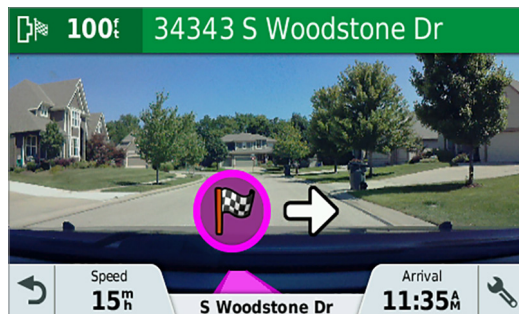 100ft 34343 S Woodstone Dr
Speed
15mh
S Woodstone Dr
Arrival
11:35AM